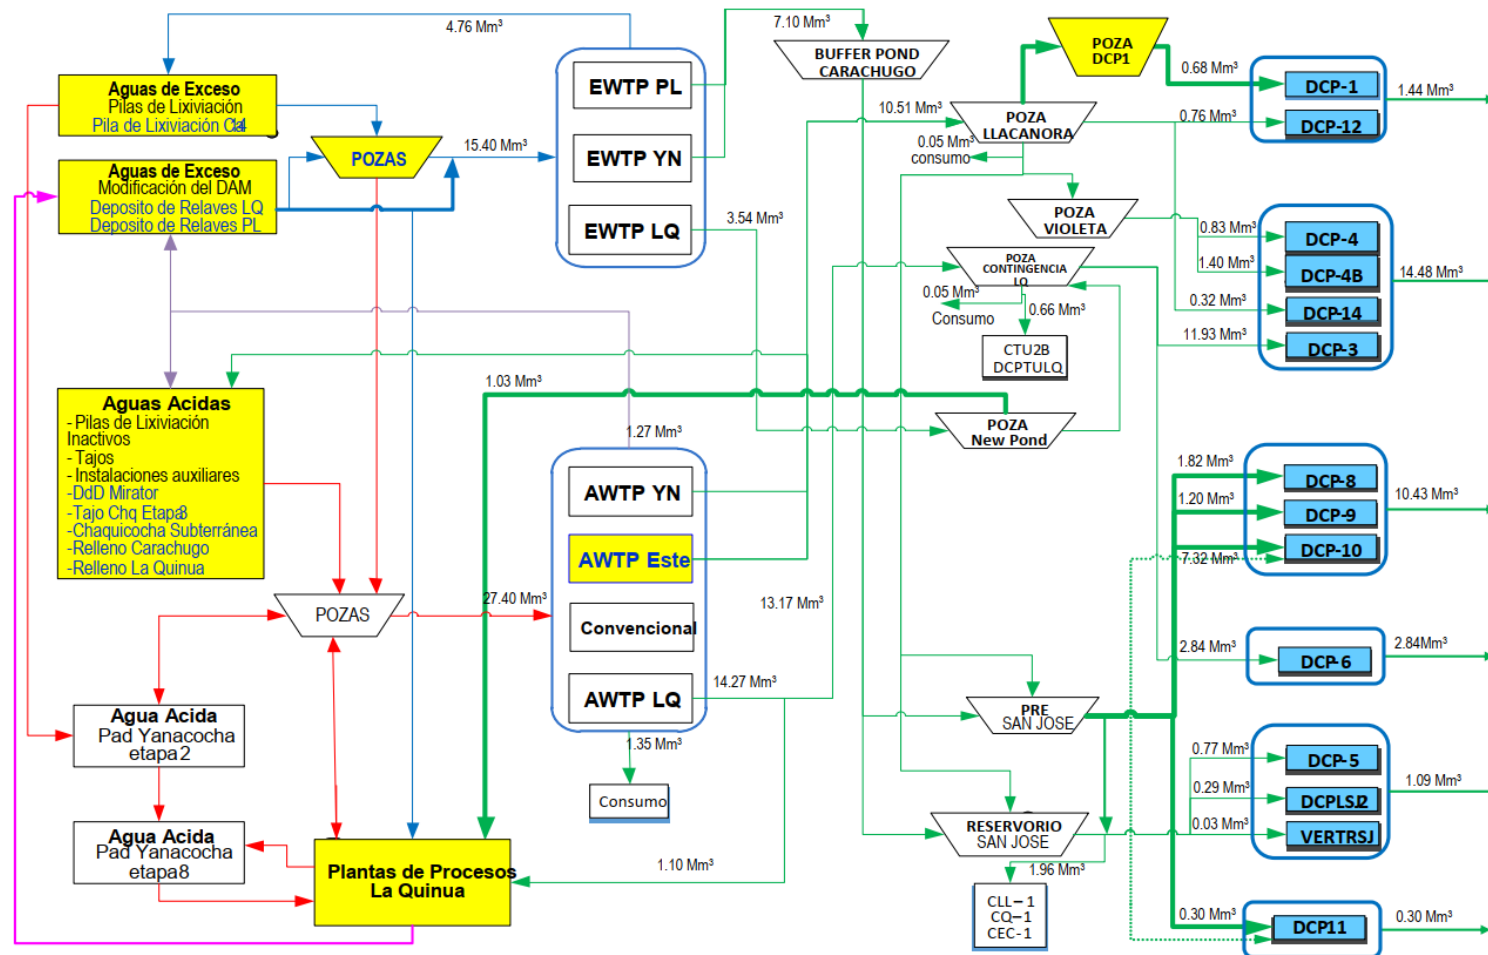 4.76 Mm³
7.10 Mm³
Aguas de Exceso
Pilas de Lixiviación
POZAS
15.40 Mm³
Aguas de Exceso
Modificación del DAM
Deposito de Relaves LQ
Deposito de Relaves PL
EWTP PL
EWTP YN
EWTP LQ
3.54 Mm³
BUFFER POND
CARACHUGO
POZA
DCP1
10.51 Mm³
POZA
LLACANORA
0.05 Mm³
consumo
POZA
VIOLETA
POZA
CONTINGENCIA
LQ
0.05 Mm³
Consumo
0.66 Mm³
CTU2B
DCPTULQ
1.03 Mm³
POZA
New Pond
0.68 Mm³
DCP-1
0.76 Mm³
DCP-12
1.44 Mm³
0.83 Mm³
DCP-4
1.40 Mm³
DCP-4B
0.32 Mm³
DCP-14
11.93 Mm³
DCP-3
14.48 Mm³
Aguas Acidas
- Pilas de Lixiviación
Inactivos
- Tajos
- Instalaciones auxiliares
-DdD Mirator
-Tajo Chq Etapa3
-Chaquicocha Subterránea
-Relleno Carachugo
-Relleno La Quinua
1.27 Mm³
AWTP YN
AWTP Este
Convencional
AWTP LQ
POZAS
27.40 Mm³
13.17 Mm³
14.27 Mm³
1.35 Mm³
Consumo
1.82 Mm³
DCP-8
1.20 Mm³
DCP-9
7.32 Mm³
DCP-10
10.43 Mm³
2.84 Mm³
DCP-6
2.84Mm³
Agua Acida
Pad Yanacocha
etapa2
Agua Acida
Pad Yanacocha
etapa8
Plantas de Procesos
La Quinua
1.10 Mm³
PRE
SAN JOSE
RESERVORIO
SAN JOSE
1.96 Mm³
CLL-1
CQ-1
CEC-1
0.77 Mm³
DCP-5
0.29 Mm³
DCPLSJ2
0.03 Mm³
VERTRSJ
1.09 Mm³
0.30 Mm³
DCP11
0.30 Mm³